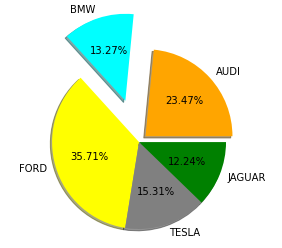 BMW
13.27%
AUDI
23.47%
35.71%
FORD
12.24%
JAGUAR
15.31%
TESLA